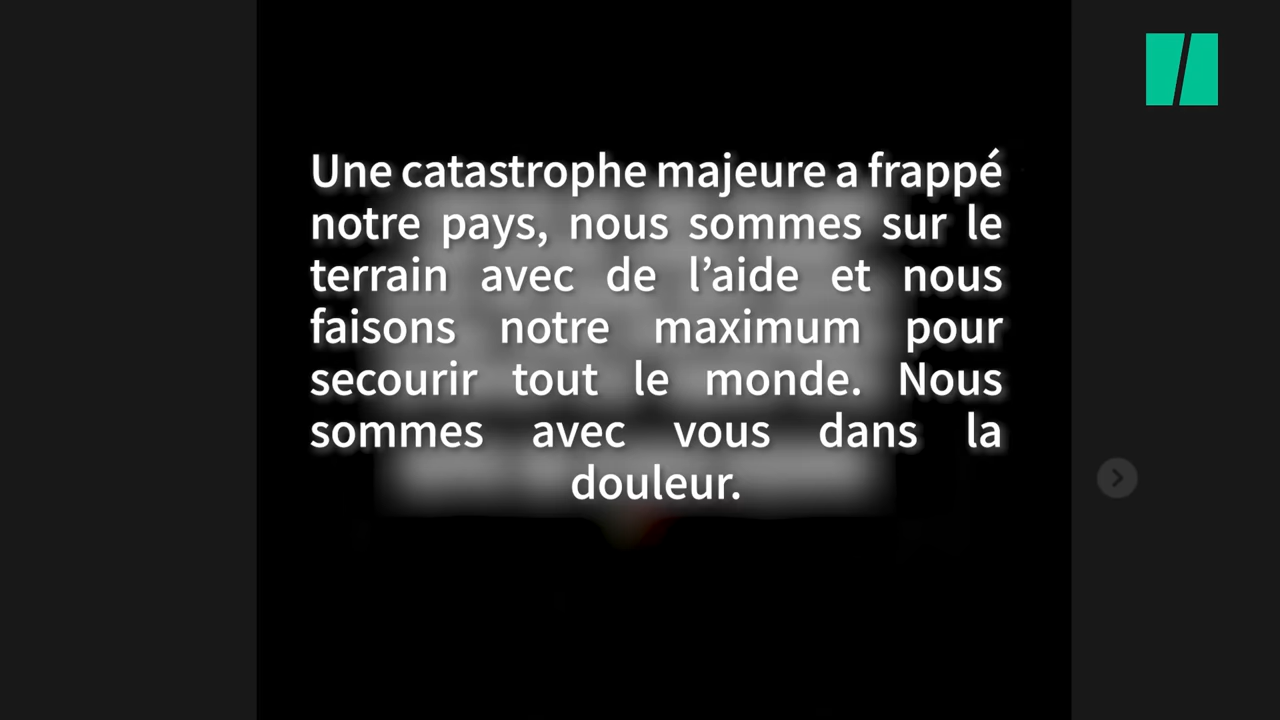 Une catastrophe majeure a frappé
notre pays, nous sommes sur le
terrain avec de l’aide et nous
faisons notre maximum pour
secourir tout le monde. Nous
sommes avec vous dans la
douleur.